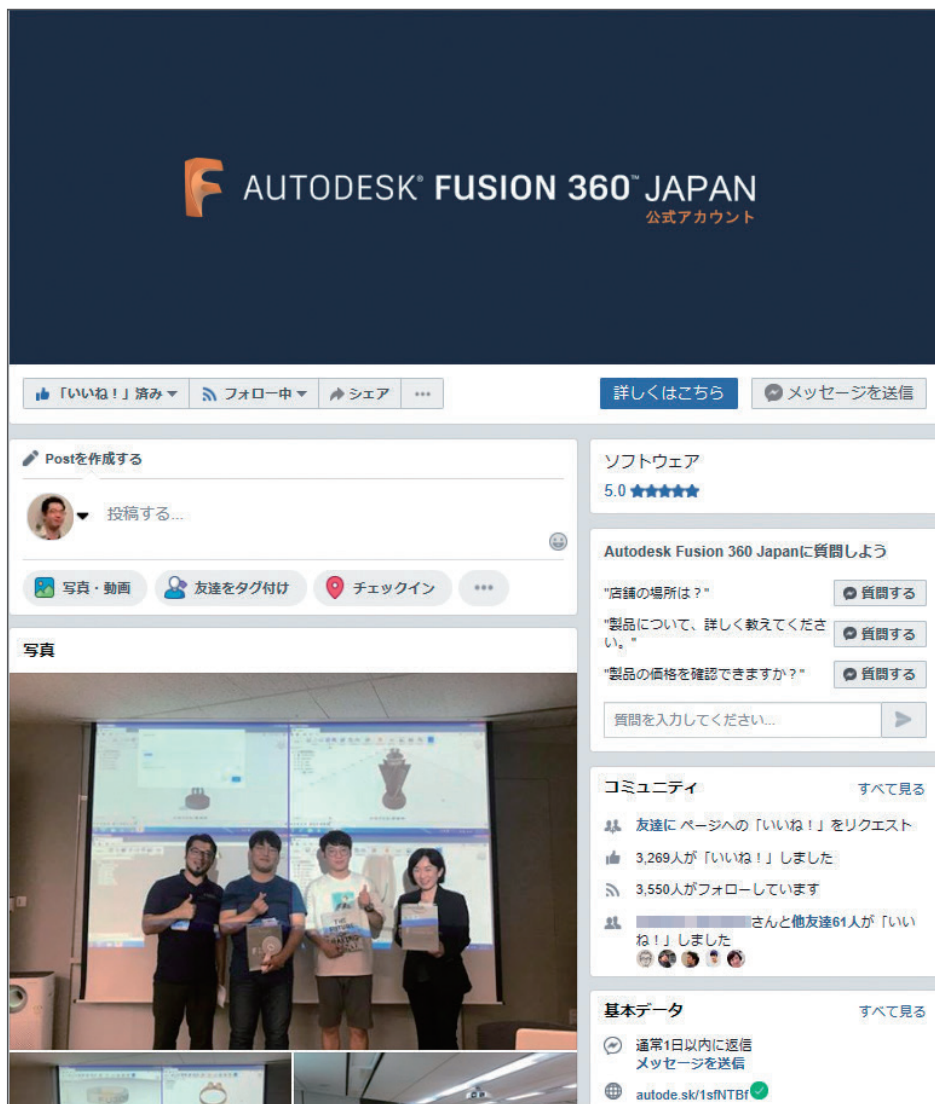 AUTODESK® FUSION 360™ JAPAN
公式アカウント
「いいね！」済み
フォロー中
シェア
詳しくはこちら
メッセージを送信
Postを作成する
投稿する...
写真・動画
友達をタグ付け
チェックイン
写真
ソフトウェア
5.0
Autodesk Fusion 360 Japanに質問しよう
"店舗の場所は？"
質問する
"製品について、詳しく教えてくださ
い。"
質問する
"製品の価格を確認できますか？"
質問する
質問を入力してください...
コミュニティ
すべて見る
友達に ページへの「いいね！」をリクエスト
3,269人が「いいね！」しました
3,550人がフォローしています
さんと他友達61人が「いい
ね！」しました
基本データ
すべて見る
通常1日以内に返信
メッセージを送信
autode.sk/1sfNTBf